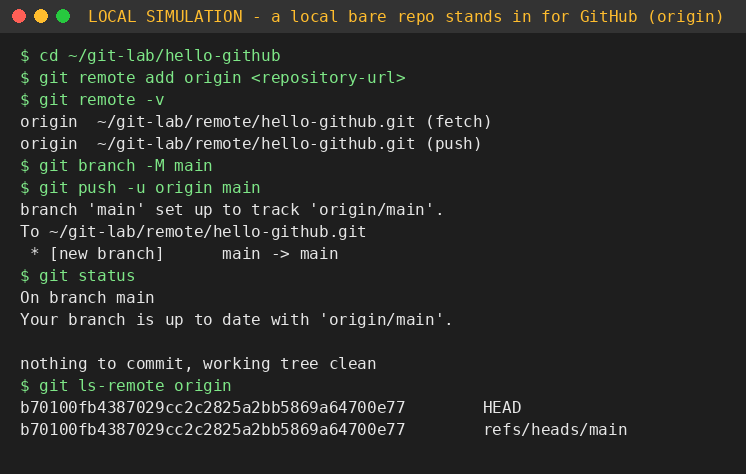 LOCAL SIMULATION - a local bare repo stands in for GitHub (origin)
$ cd ~/git-lab/hello-github
$ git remote add origin <repository-url>
$ git remote -v
origin  ~/git-lab/remote/hello-github.git (fetch)
origin  ~/git-lab/remote/hello-github.git (push)
$ git branch -M main
$ git push -u origin main
branch 'main' set up to track 'origin/main'.
To ~/git-lab/remote/hello-github.git
 * [new branch]      main -> main
$ git status
On branch main
Your branch is up to date with 'origin/main'.

nothing to commit, working tree clean
$ git ls-remote origin
b70100fb4387029cc2c2825a2bb5869a64700e77        HEAD
b70100fb4387029cc2c2825a2bb5869a64700e77        refs/heads/main